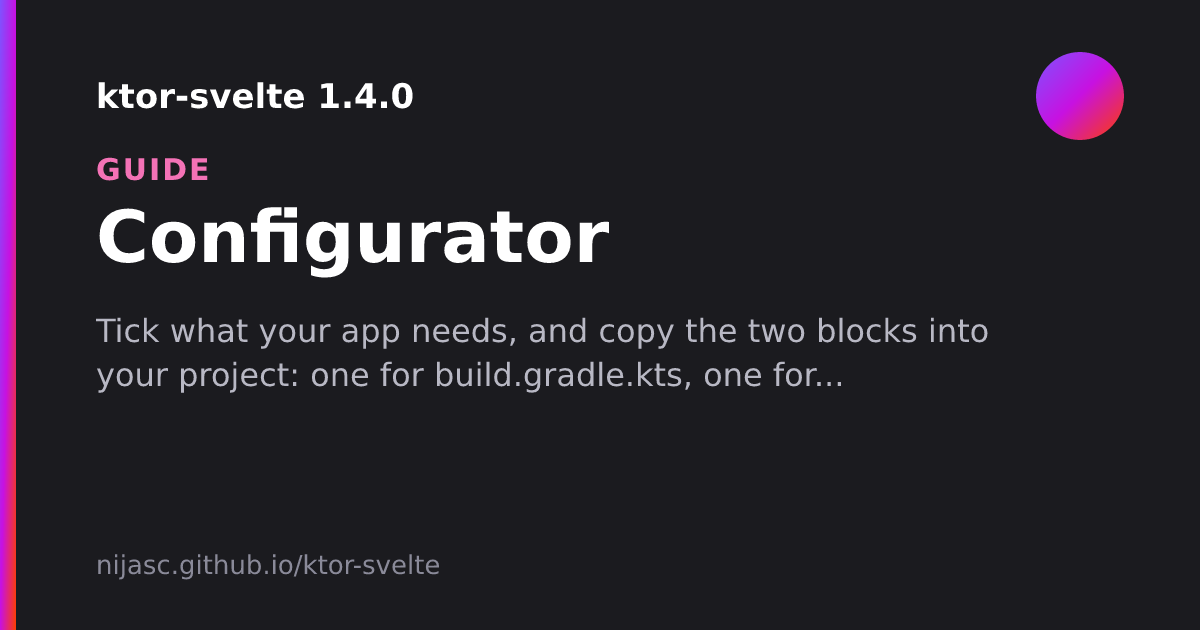 ktor-svelte 1.4.0
GUIDE
Configurator
Tick what your app needs, and copy the two blocks into
your project: one for build.gradle.kts, one for...
nijasc.github.io/ktor-svelte